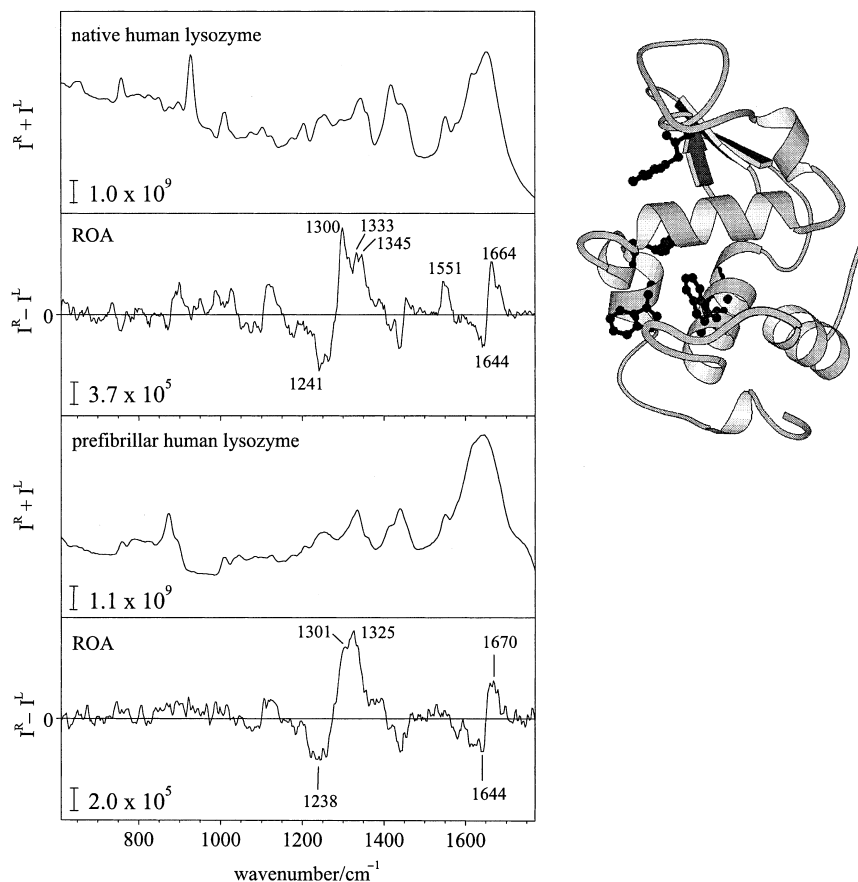 native human lysozyme
I^R + I^L
1.0 x 10^9
ROA
1300
1333
1345
1551
1664
I^R – I^L
0
1241
1644
3.7 x 10^5
prefibrillar human lysozyme
I^R + I^L
1.1 x 10^9
ROA
1301
1325
1670
I^R – I^L
0
1238
1644
2.0 x 10^5
800 1000 1200 1400 1600
wavenumber/cm^–1